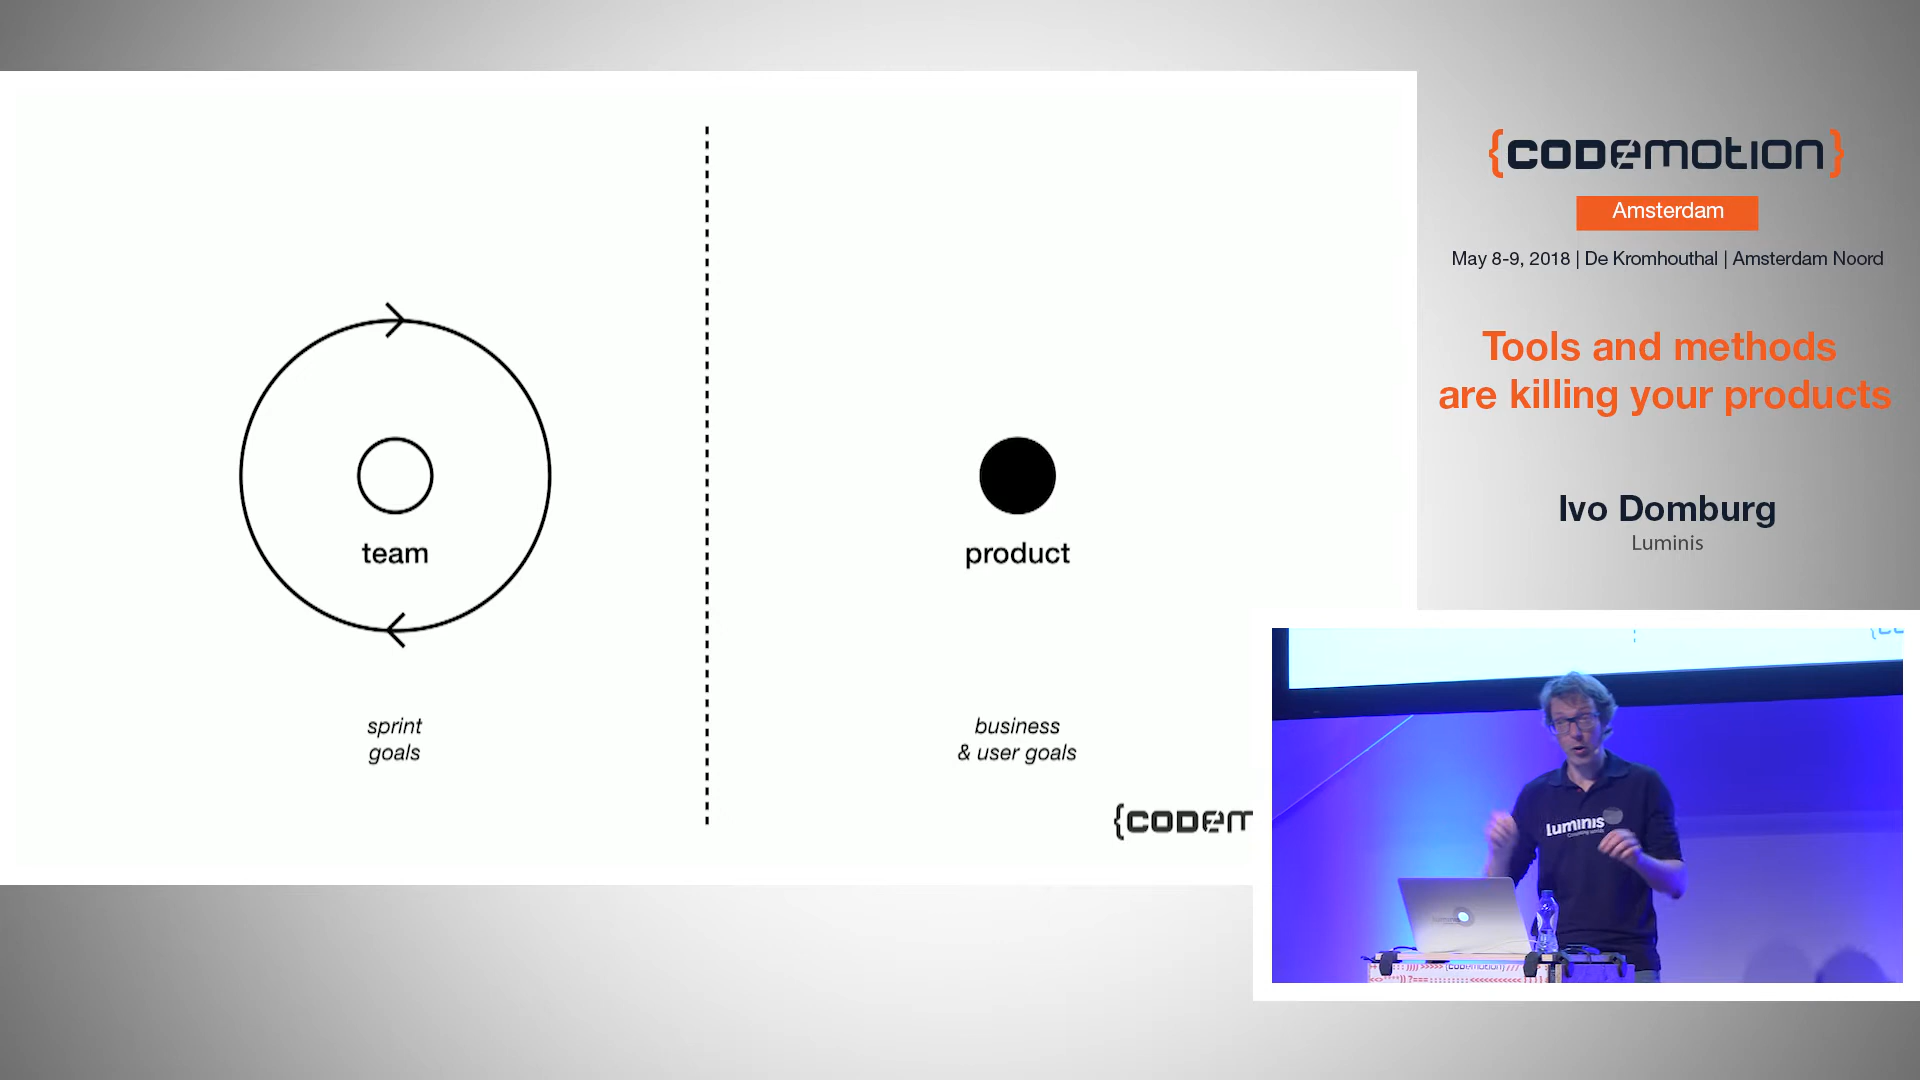 team
sprint
goals
product
business
& user goals
{CODEM
{CODEMOTION}
Amsterdam
May 8-9, 2018 | De Kromhouthal | Amsterdam Noord
Tools and methods
are killing your products
Ivo Domburg
Luminis
luminis
{CODEMOTION}